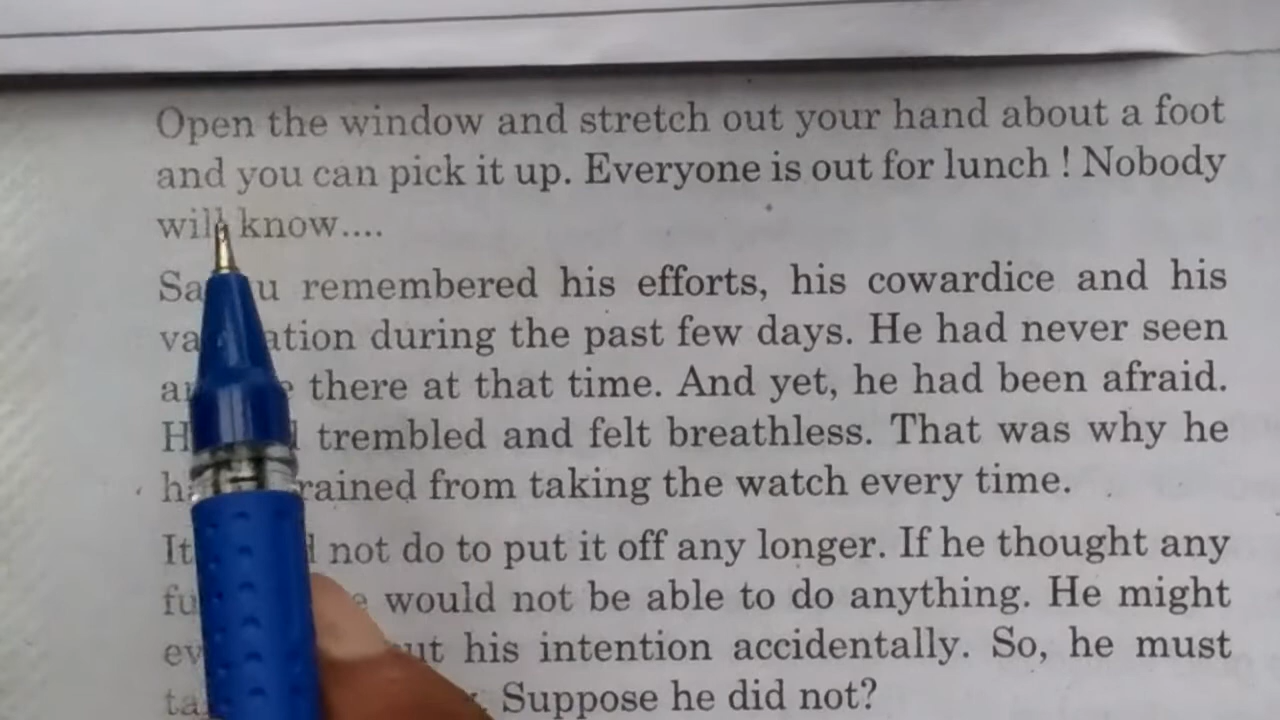 Open the window and stretch out your hand about a foot
and you can pick it up. Everyone is out for lunch ! Nobody
will know....
remembered his efforts, his cowardice and his
during the past few days. He had never seen
there at that time. And yet, he had been afraid.
trembled and felt breathless. That was why he
from taking the watch every time.
It not do to put it off any longer. If he thought any
would not be able to do anything. He might
his intention accidentally. So, he must
Suppose he did not?